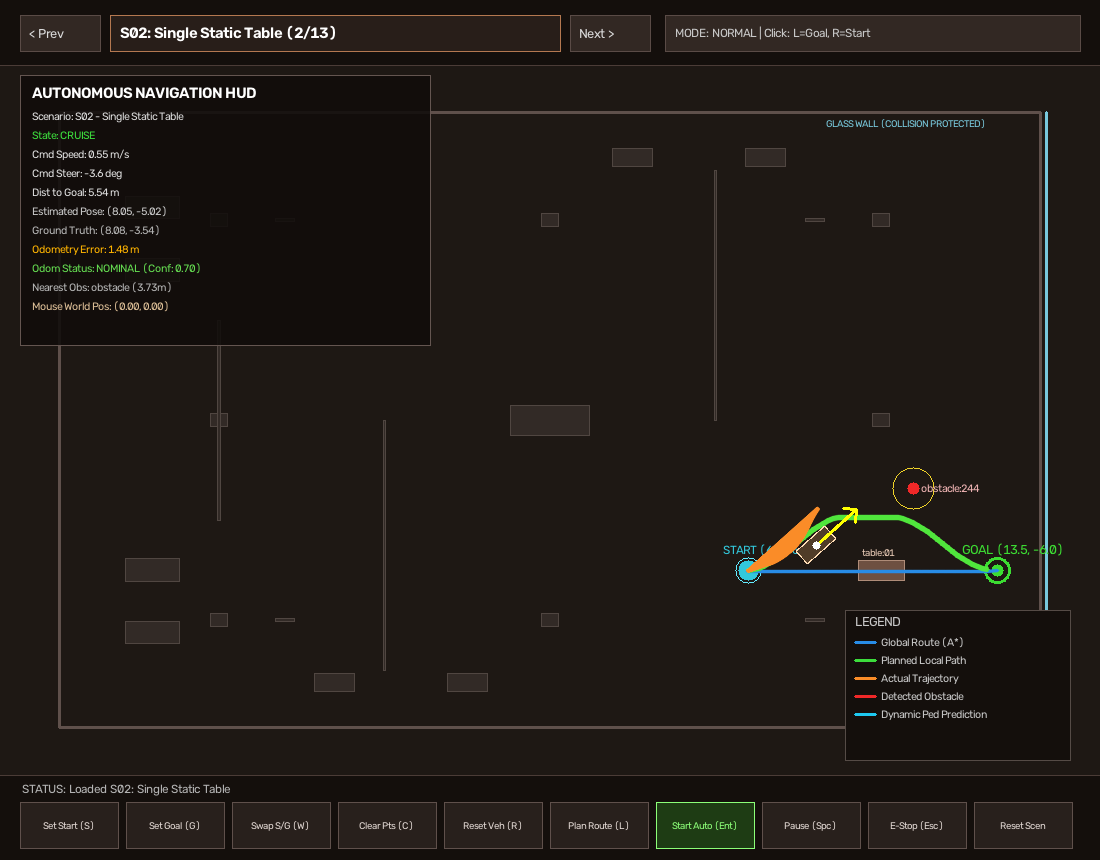 < Prev
S02: Single Static Table (2/13)
Next >
MODE: NORMAL | Click: L=Goal, R=Start
AUTONOMOUS NAVIGATION HUD
Scenario: S02 - Single Static Table
State: CRUISE
Cmd Speed: 0.55 m/s
Cmd Steer: -3.6 deg
Dist to Goal: 5.54 m
Estimated Pose: (8.05, -5.02)
Ground Truth: (8.08, -3.54)
Odometry Error: 1.48 m
Odom Status: NOMINAL (Conf: 0.70)
Nearest Obs: obstacle (3.73m)
Mouse World Pos: (0.00, 0.00)
GLASS WALL (COLLISION PROTECTED)
obstacle:244
START
GOAL (13.5, -6.0)
table:01
LEGEND
Global Route (A*)
Planned Local Path
Actual Trajectory
Detected Obstacle
Dynamic Ped Prediction
STATUS: Loaded S02: Single Static Table
Set Start (S)
Set Goal (G)
Swap S/G (W)
Clear Pts (C)
Reset Veh (R)
Plan Route (L)
Start Auto (Ent)
Pause (Spc)
E-Stop (Esc)
Reset Scen